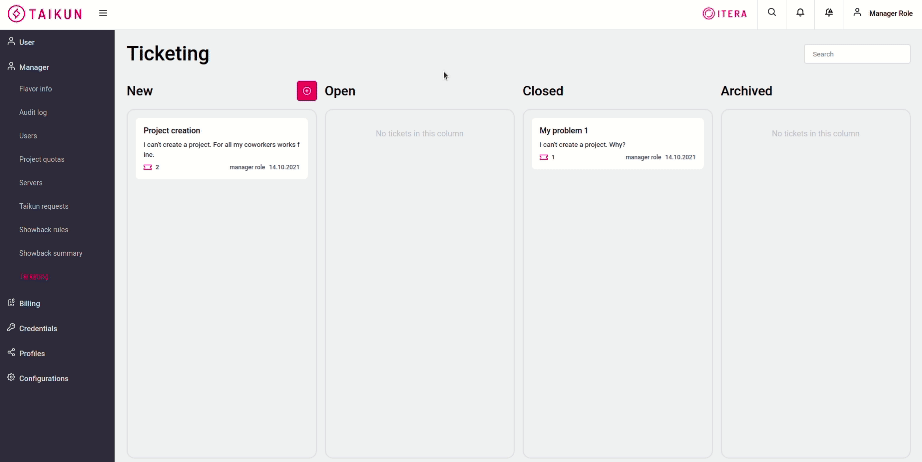 TAIKUN
ITERA
Manager Role
User
Manager
Flavor info
Audit log
Users
Project quotas
Servers
Taikun requests
Showback rules
Showback summary
Ticketing
Billing
Credentials
Profiles
Configurations
Ticketing
Search
New
Project creation
I can't create a project. For all my coworkers works f
ine.
2 manager role 14.10.2021
Open
No tickets in this column
Closed
My problem 1
I can't create a project. Why?
1 manager role 14.10.2021
Archived
No tickets in this column